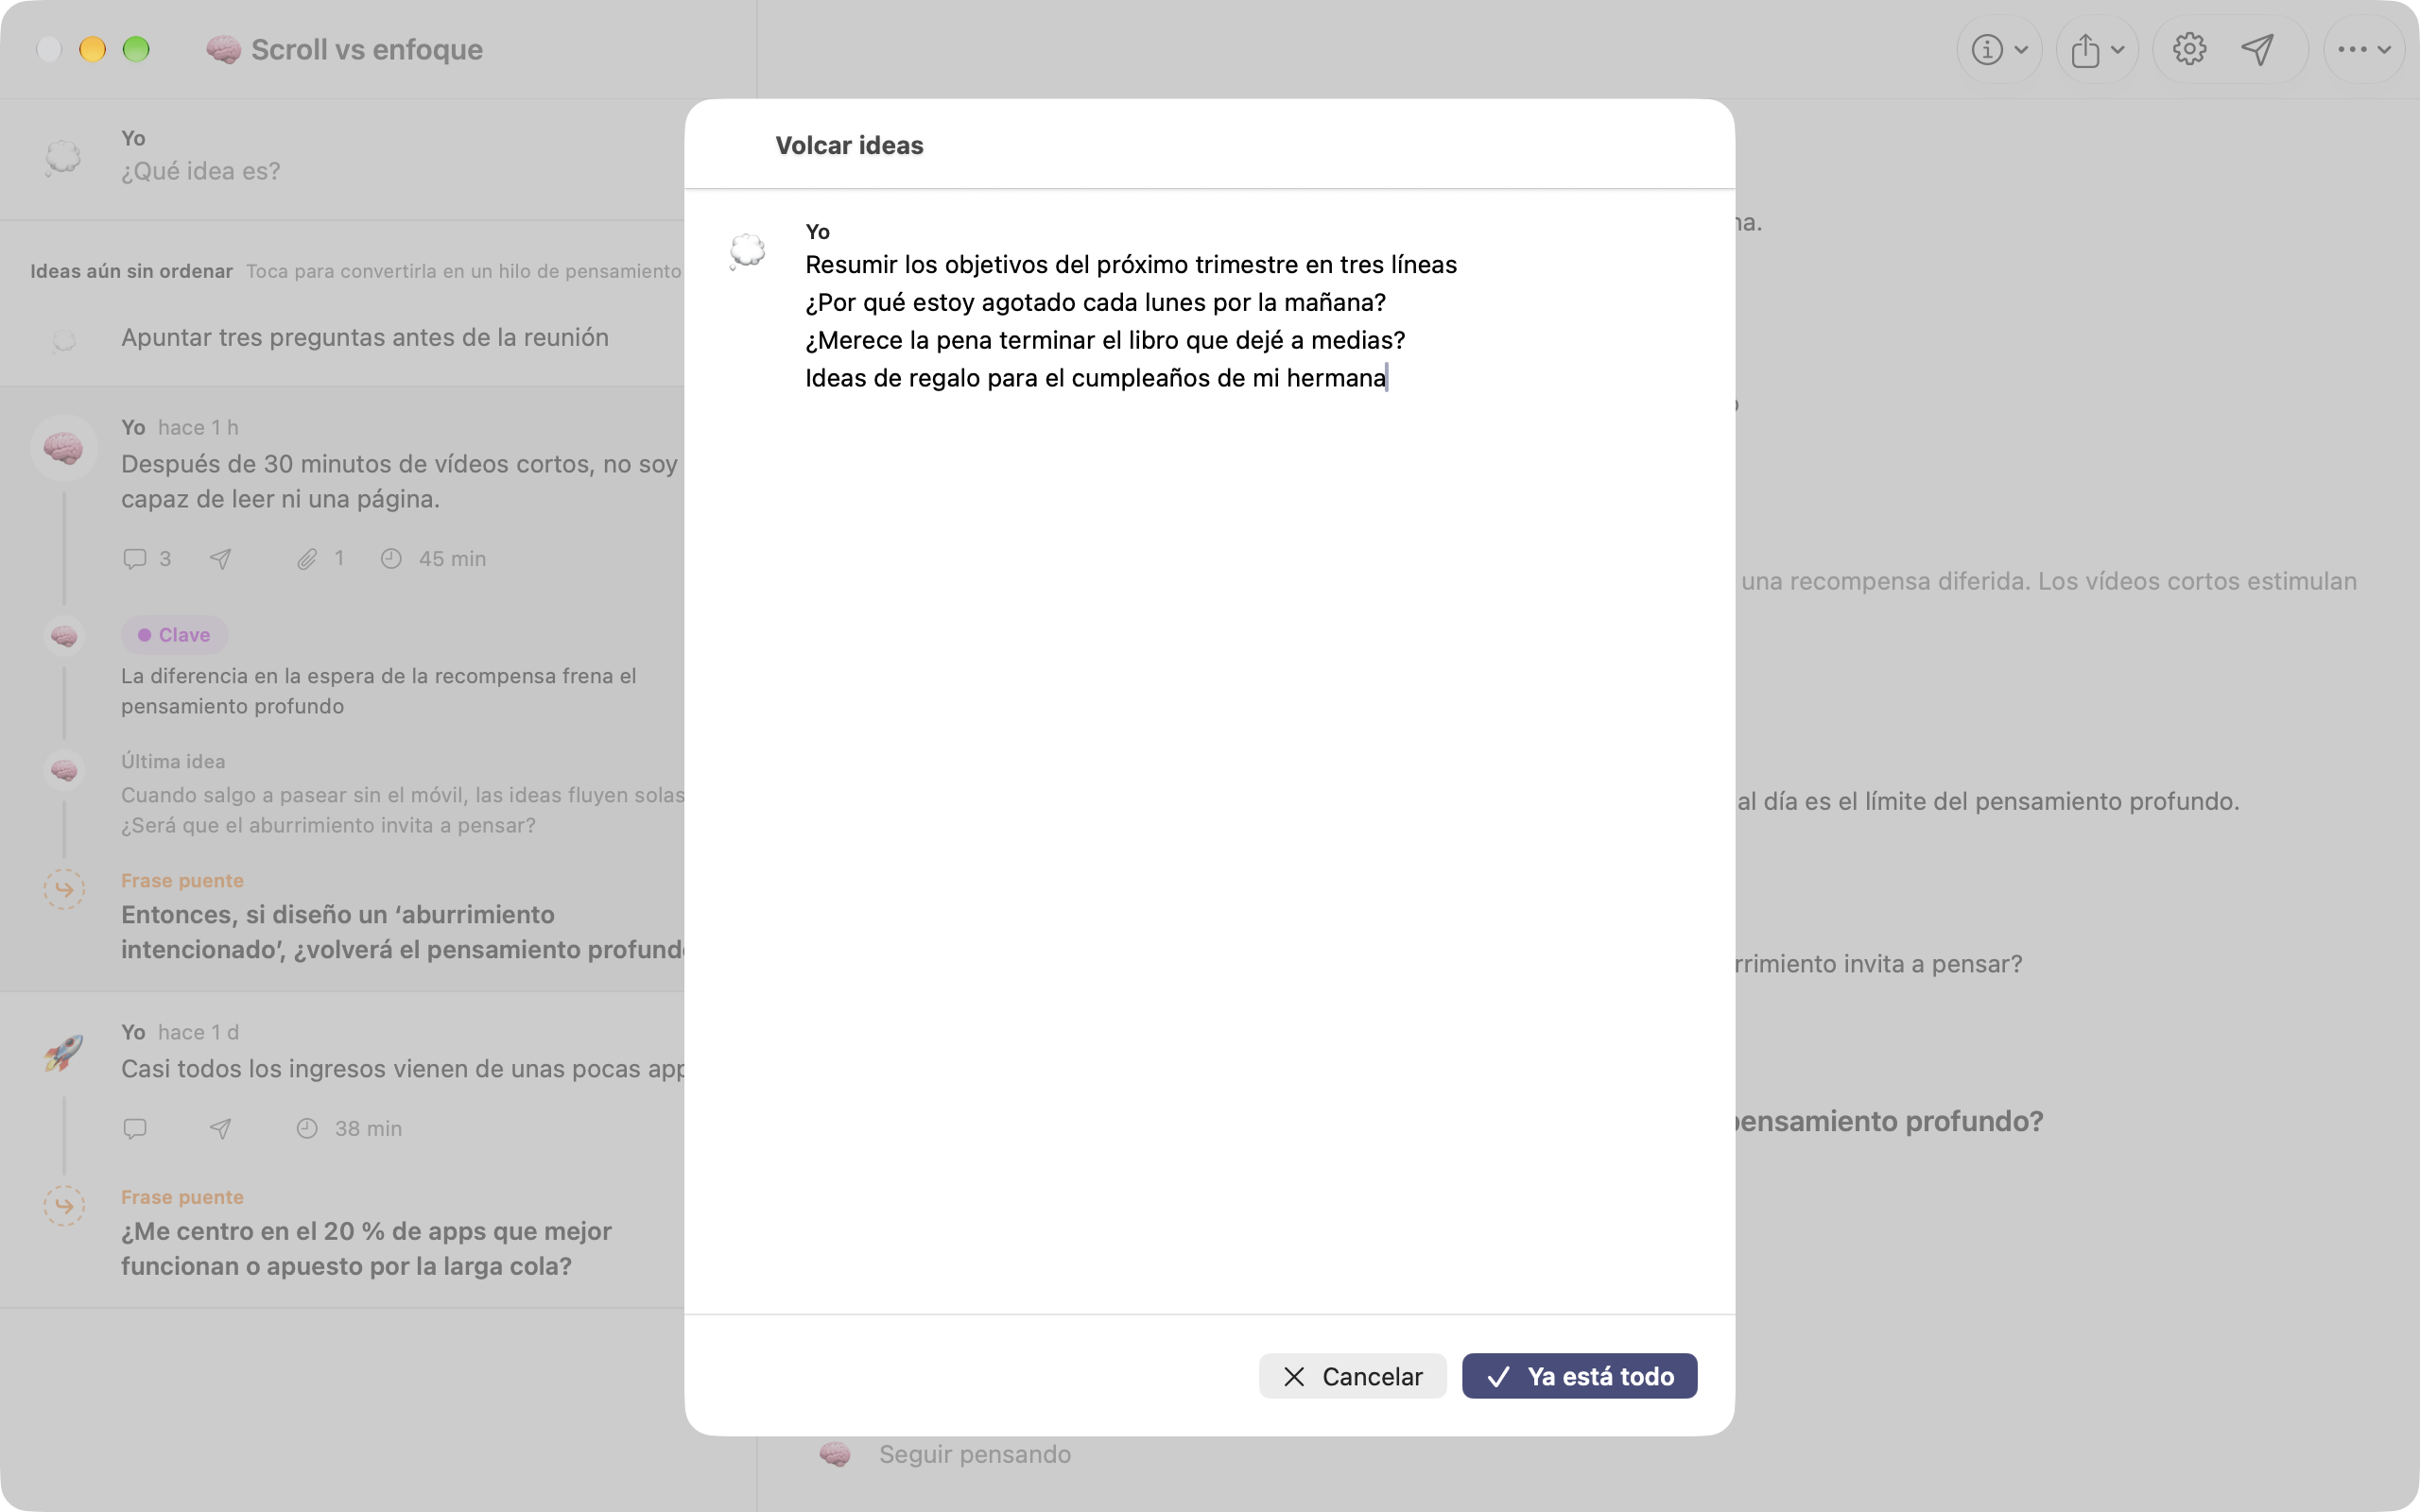 Scroll vs enfoque
Yo
¿Qué idea es?
Ideas aún sin ordenar Toca para convertirla en un hilo de pensamiento
Apuntar tres preguntas antes de la reunión
Yo hace 1 h
Después de 30 minutos de vídeos cortos, no soy
capaz de leer ni una página.
3 1 45 min
Clave
La diferencia en la espera de la recompensa frena el
pensamiento profundo
Última idea
Cuando salgo a pasear sin el móvil, las ideas fluyen solas
¿Será que el aburrimiento invita a pensar?
Frase puente
Entonces, si diseño un ‘aburrimiento
intencionado’, ¿volverá el pensamiento
Yo hace 1 d
Casi todos los ingresos vienen de unas pocas
38 min
Frase puente
¿Me centro en el 20 % de apps que mejor
funcionan o apuesto por la larga cola?
Volcar ideas
Yo
Resumir los objetivos del próximo trimestre en tres líneas
¿Por qué estoy agotado cada lunes por la mañana?
¿Merece la pena terminar el libro que dejé a medias?
Ideas de regalo para el cumpleaños de mi hermana
Cancelar
Ya está todo
una recompensa diferida. Los vídeos cortos estimulan
al día es el límite del pensamiento profundo.
invita a pensar?
profundo?
Seguir pensando